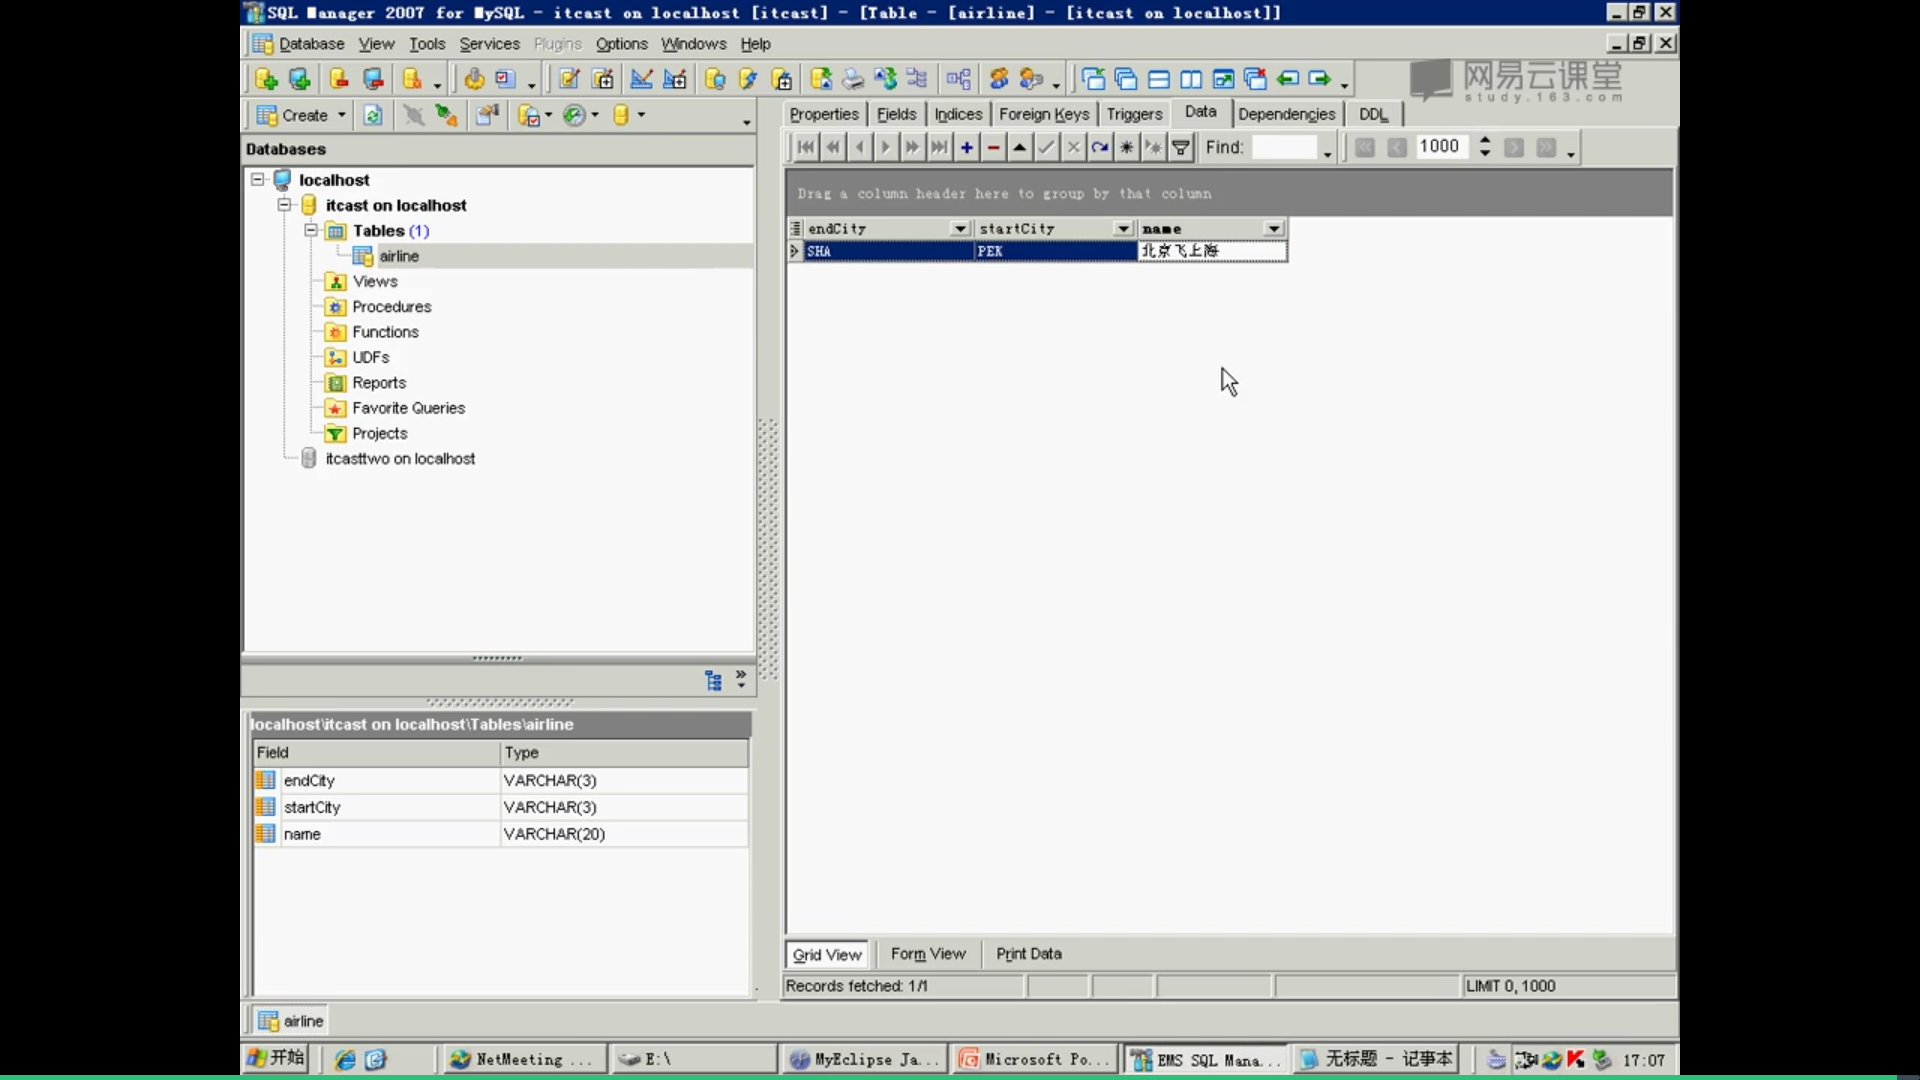 SQL Manager 2007 for MySQL - itcast on localhost [itcast] - [Table - [airline] - [itcast on localhost]]
Database View Tools Services Plugins Options Windows Help
网易云课堂
study.163.com
Create
Properties Fields Indices Foreign Keys Triggers Data Dependencies DDL
Find: 1000
Databases
localhost
itcast on localhost
Tables (1)
airline
Views
Procedures
Functions
UDFs
Reports
Favorite Queries
Projects
itcasttwo on localhost
Drag a column header here to group by that column
endCity startCity name
SHA PEK 北京飞上海
localhost\itcast on localhost\Tables\airline
Field Type
endCity VARCHAR(3)
startCity VARCHAR(3)
name VARCHAR(20)
Grid View Form View Print Data
Records fetched: 1/1 LIMIT 0, 1000
airline
开始 NetMeeting ... E:\ MyEclipse Ja... Microsoft Po... EMS SQL Mana... 无标题 - 记事本 17:07